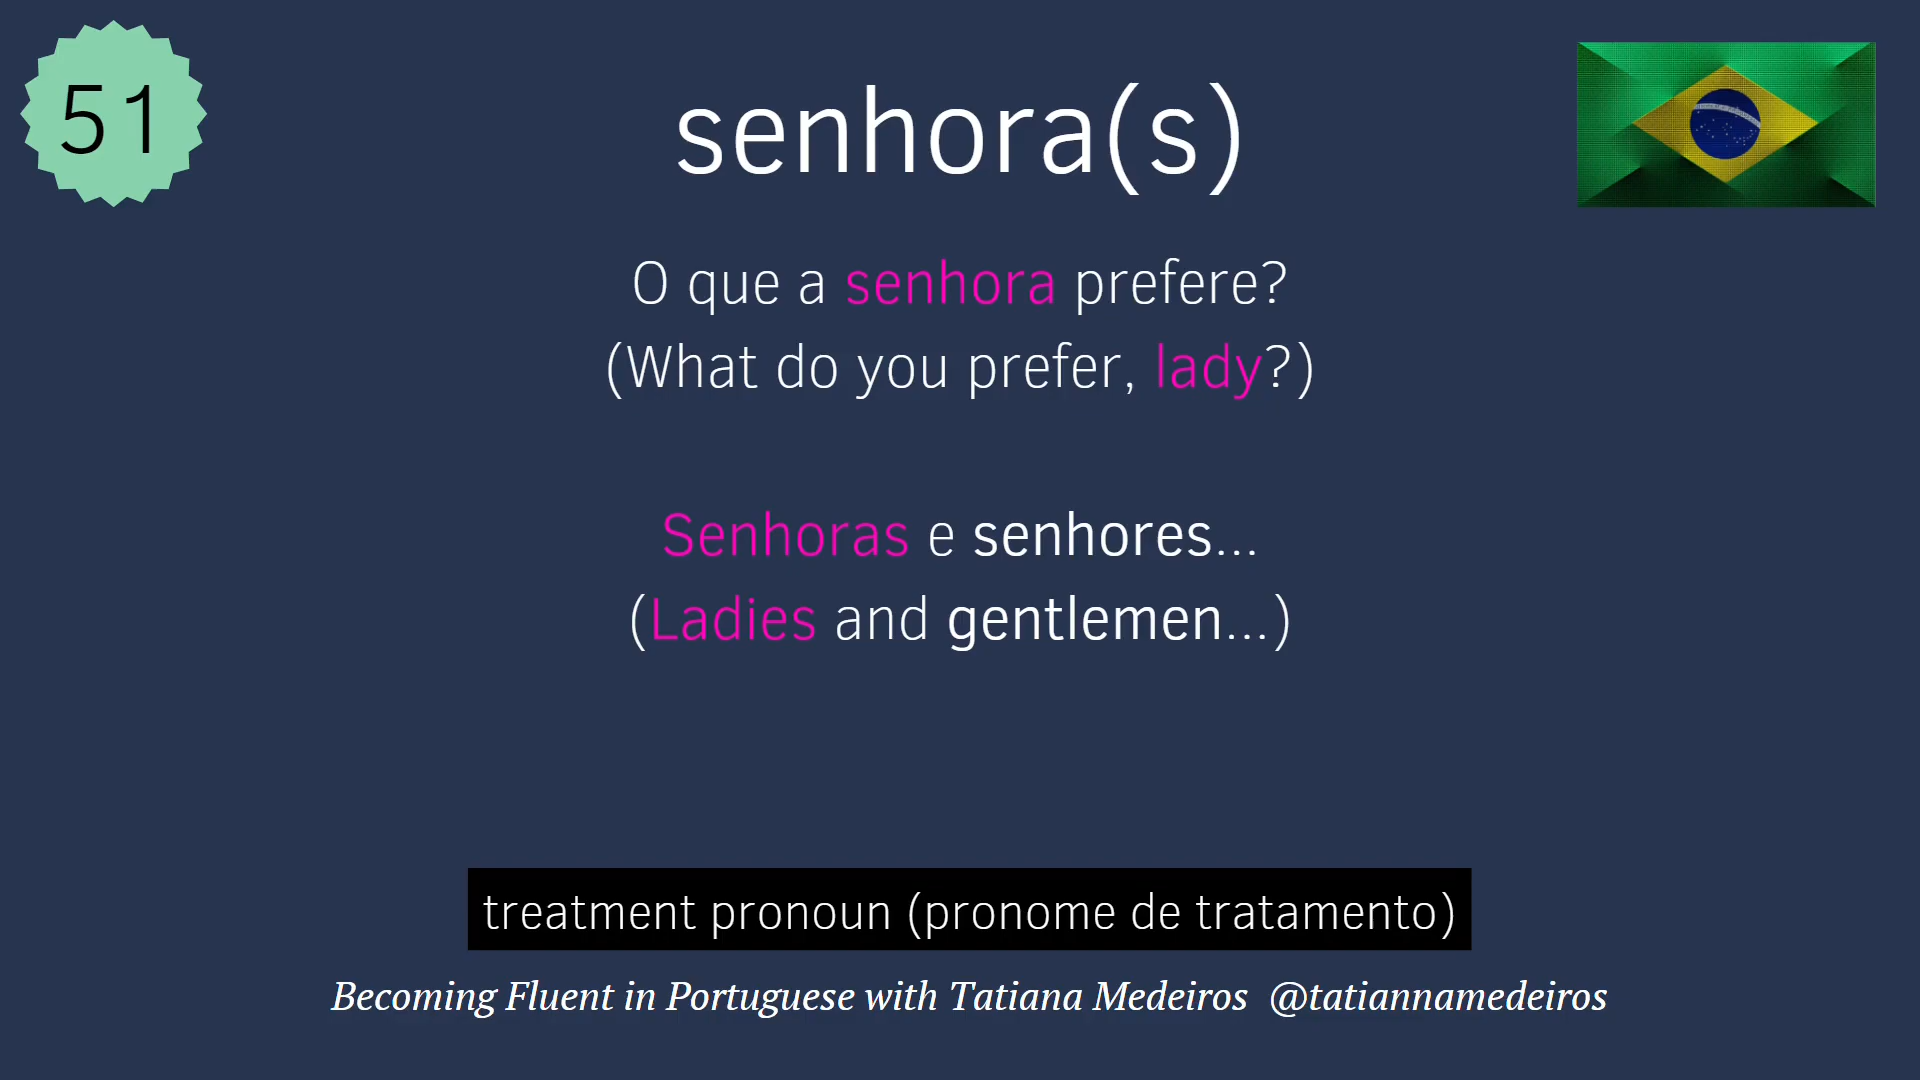 51
senhora(s)
O que a senhora prefere?
(What do you prefer, lady?)
Senhoras e senhores...
(Ladies and gentlemen...)
treatment pronoun (pronome de tratamento)
Becoming Fluent in Portuguese with Tatiana Medeiros @tatiannamedeiros